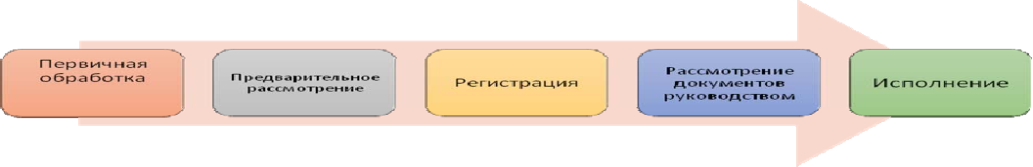 Первичная
обработка
Предварительное
рассмотрение
Регистрация
Рассмотрение
документов
руководством
Исполнение